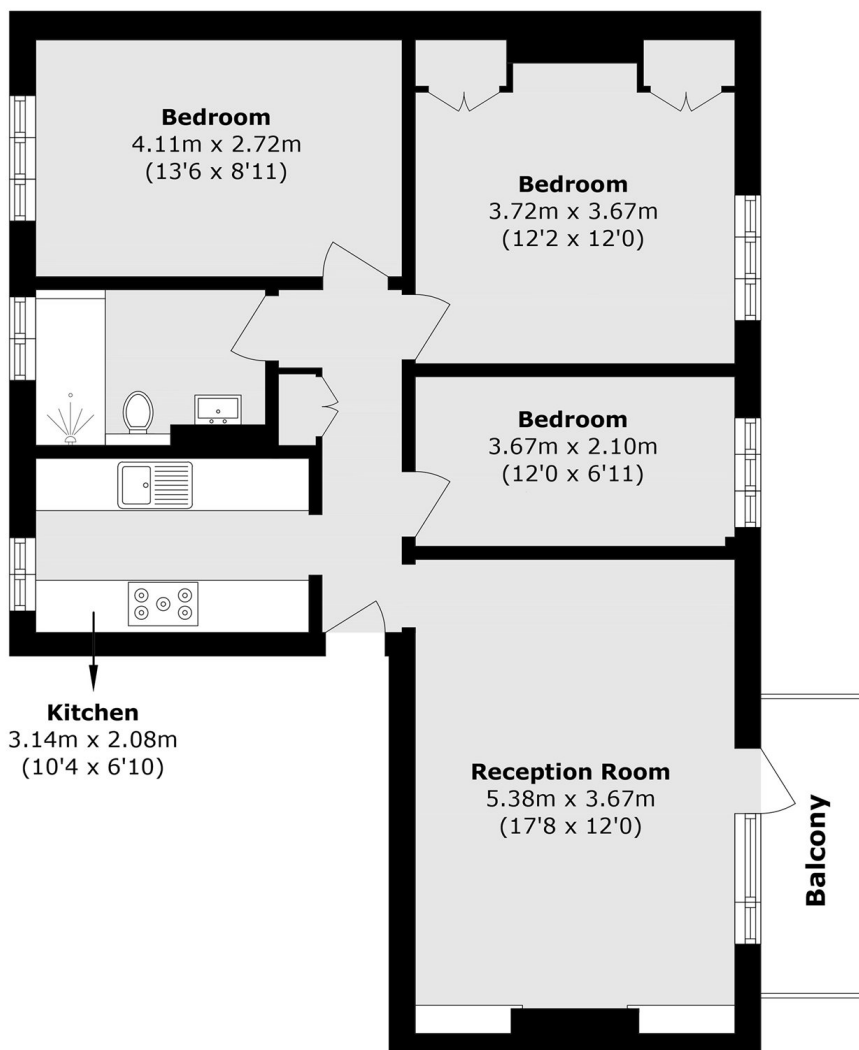 Bedroom
4.11m x 2.72m
(13'6 x 8'11)
Bedroom
3.72m x 3.67m
(12'2 x 12'0)
Bedroom
3.67m x 2.10m
(12'0 x 6'11)
Kitchen
3.14m x 2.08m
(10'4 x 6'10)
Reception Room
5.38m x 3.67m
(17'8 x 12'0)
Balcony